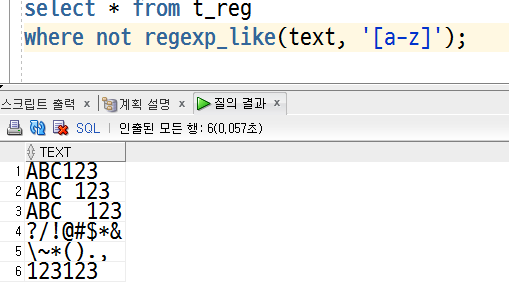 select * from t_reg
where not regexp_like(text, '[a-z]');
스크립트 출력 x 계획 설명 x 질의 결과 x
SQL | 인출된 모든 행: 6(0,057초)
TEXT
1 ABC123
2 ABC 123
3 ABC  123
4 ?/!@#$*&
5 \~*().,
6 123123